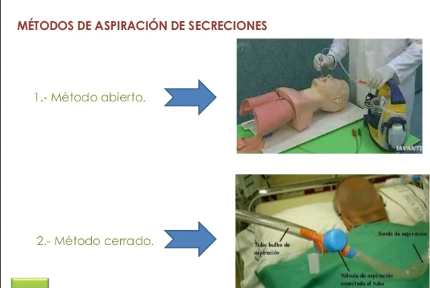 MÉTODOS DE ASPIRACIÓN DE SECRECIONES
1.- Método abierto.
JAVANTE
2.- Método cerrado.
Sonda de aspiración
Tubo bulbo de
aspiración
Válvula de aspiración
conectada al tubo